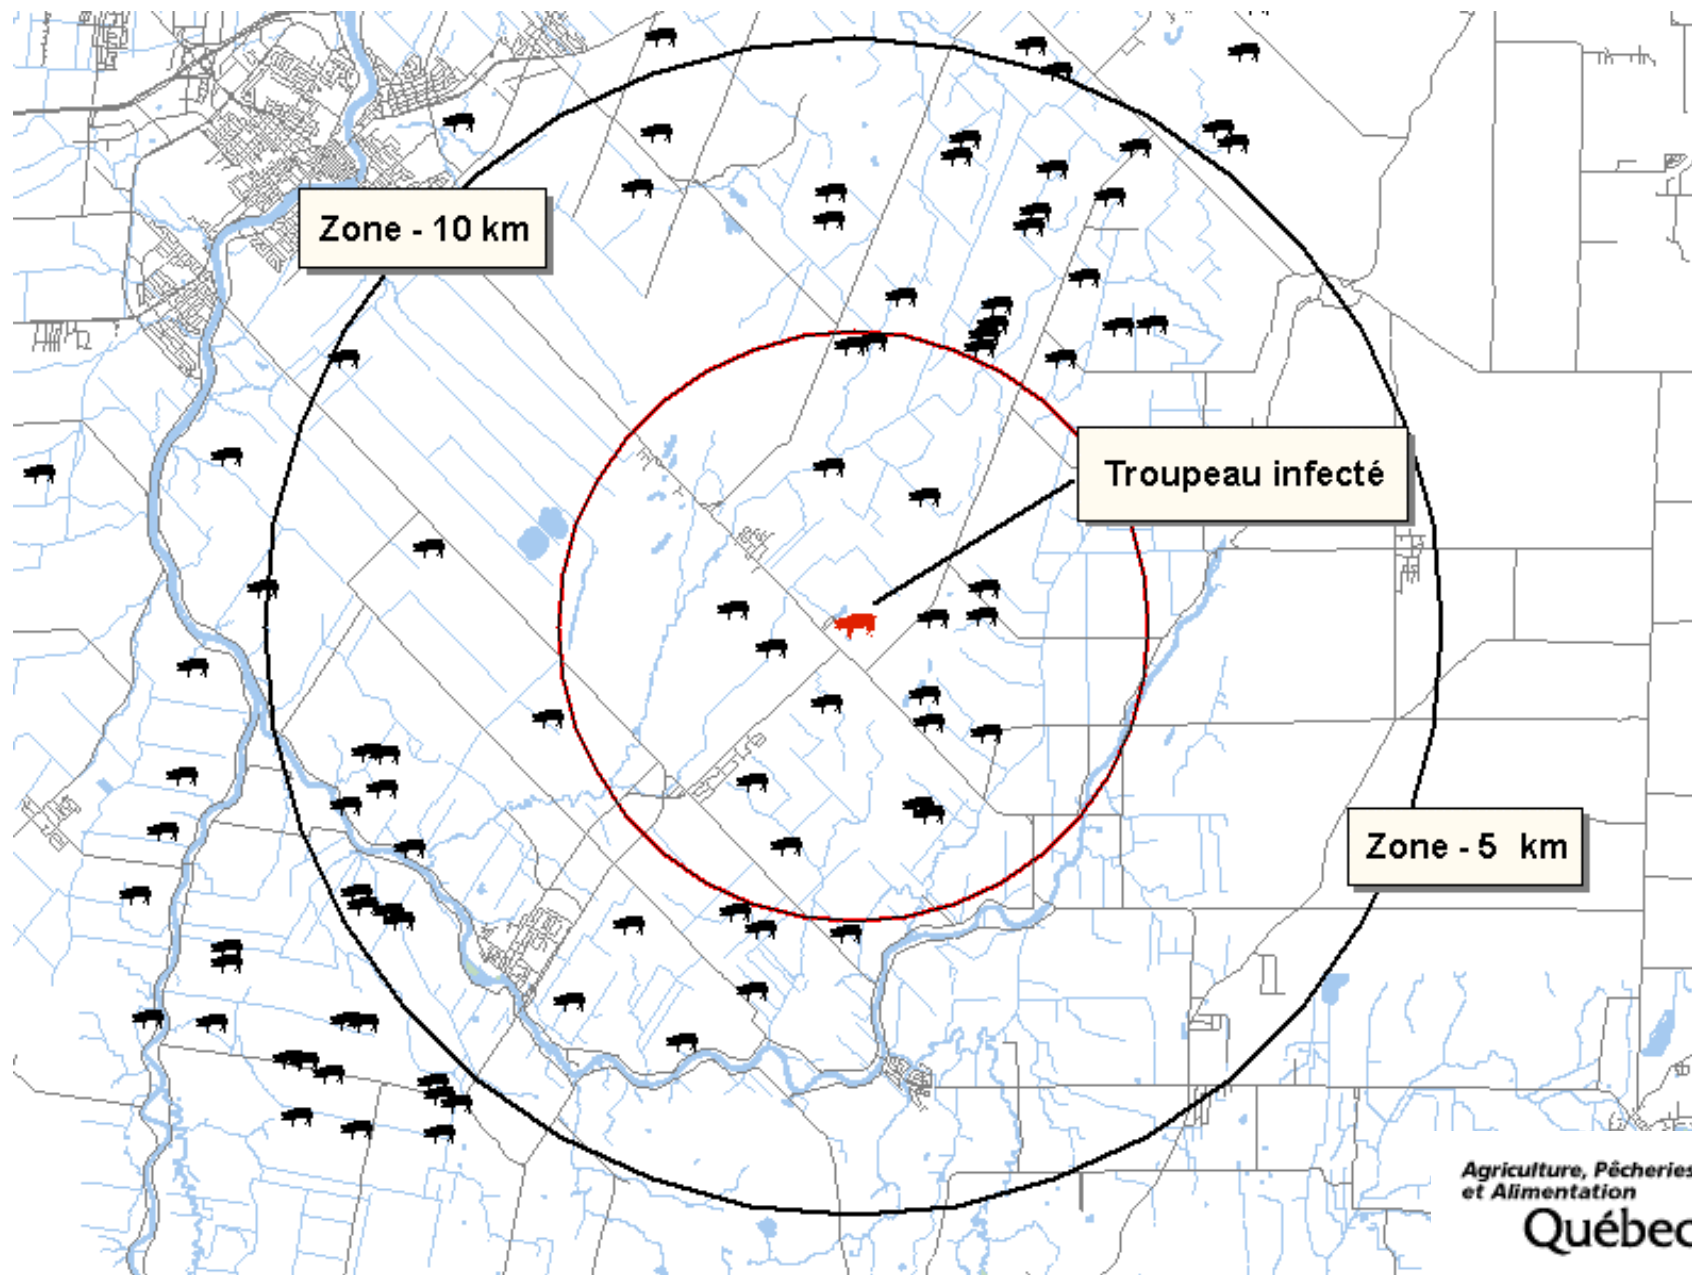 Zone - 10 km
Troupeau infecté
Zone - 5 km
Agriculture, Pêcheries
et Alimentation
Québec